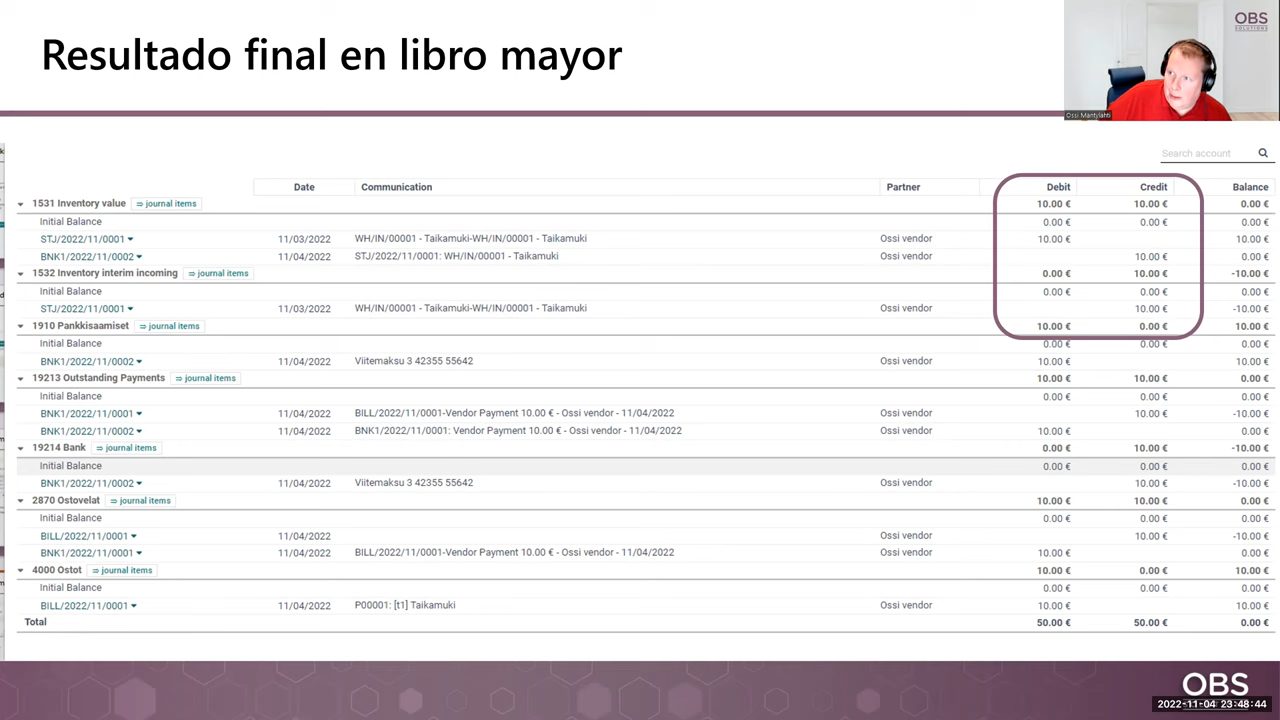 Resultado final en libro mayor
OBS
SOLUTIONS
Ossi Mäntylahti
Search account
Date Communication Partner Debit Credit Balance
1531 Inventory value ⇒ journal items 10.00 € 10.00 € 0.00 €
Initial Balance 0.00 € 0.00 €
STJ/2022/11/0001 11/03/2022 WH/IN/00001 - Taikamuki-WH/IN/00001 - Taikamuki Ossi vendor 10.00 € 10.00 €
BNK1/2022/11/0001 11/04/2022 STJ/2022/11/0001: WH/IN/00001 - Taikamuki Ossi vendor 10.00 € 0.00 €
1532 Inventory interim incoming ⇒ journal items 0.00 € 10.00 € -10.00 €
Initial Balance 0.00 € 0.00 € 0.00 €
STJ/2022/11/0001 11/03/2022 WH/IN/00001 - Taikamuki-WH/IN/00001 - Taikamuki Ossi vendor 10.00 € -10.00 €
1910 Pankkisaamiset ⇒ journal items 10.00 € 0.00 € 10.00 €
Initial Balance 0.00 € 0.00 € 0.00 €
BNK1/2022/11/0002 11/04/2022 Viitemaksu 3 42355 55642 Ossi vendor 10.00 € 10.00 €
19213 Outstanding Payments ⇒ journal items 10.00 € 10.00 € 0.00 €
Initial Balance 0.00 € 0.00 € 0.00 €
BNK1/2022/11/0001 11/04/2022 BILL/2022/11/0001-Vendor Payment 10.00 € - Ossi vendor - 11/04/2022 Ossi vendor 10.00 € -10.00 €
BNK1/2022/11/0002 11/04/2022 BNK1/2022/11/0001: Vendor Payment 10.00 € - Ossi vendor - 11/04/2022 Ossi vendor 10.00 € 0.00 €
19214 Bank ⇒ journal items 0.00 € 10.00 € -10.00 €
Initial Balance 0.00 € 0.00 € 0.00 €
BNK1/2022/11/0002 11/04/2022 Viitemaksu 3 42355 55642 Ossi vendor 10.00 € -10.00 €
2870 Ostovelat ⇒ journal items 10.00 € 10.00 € 0.00 €
Initial Balance 0.00 € 0.00 € 0.00 €
BILL/2022/11/0001 11/04/2022 Ossi vendor 10.00 € -10.00 €
BNK1/2022/11/0001 11/04/2022 BILL/2022/11/0001-Vendor Payment 10.00 € - Ossi vendor - 11/04/2022 Ossi vendor 10.00 € 0.00 €
4000 Ostot ⇒ journal items 10.00 € 0.00 € 10.00 €
Initial Balance 0.00 € 0.00 € 0.00 €
BILL/2022/11/0001 11/04/2022 P00001: [t1] Taikamuki Ossi vendor 10.00 € 10.00 €
Total 50.00 € 50.00 € 0.00 €
OBS
2022-11-04 23:48:44